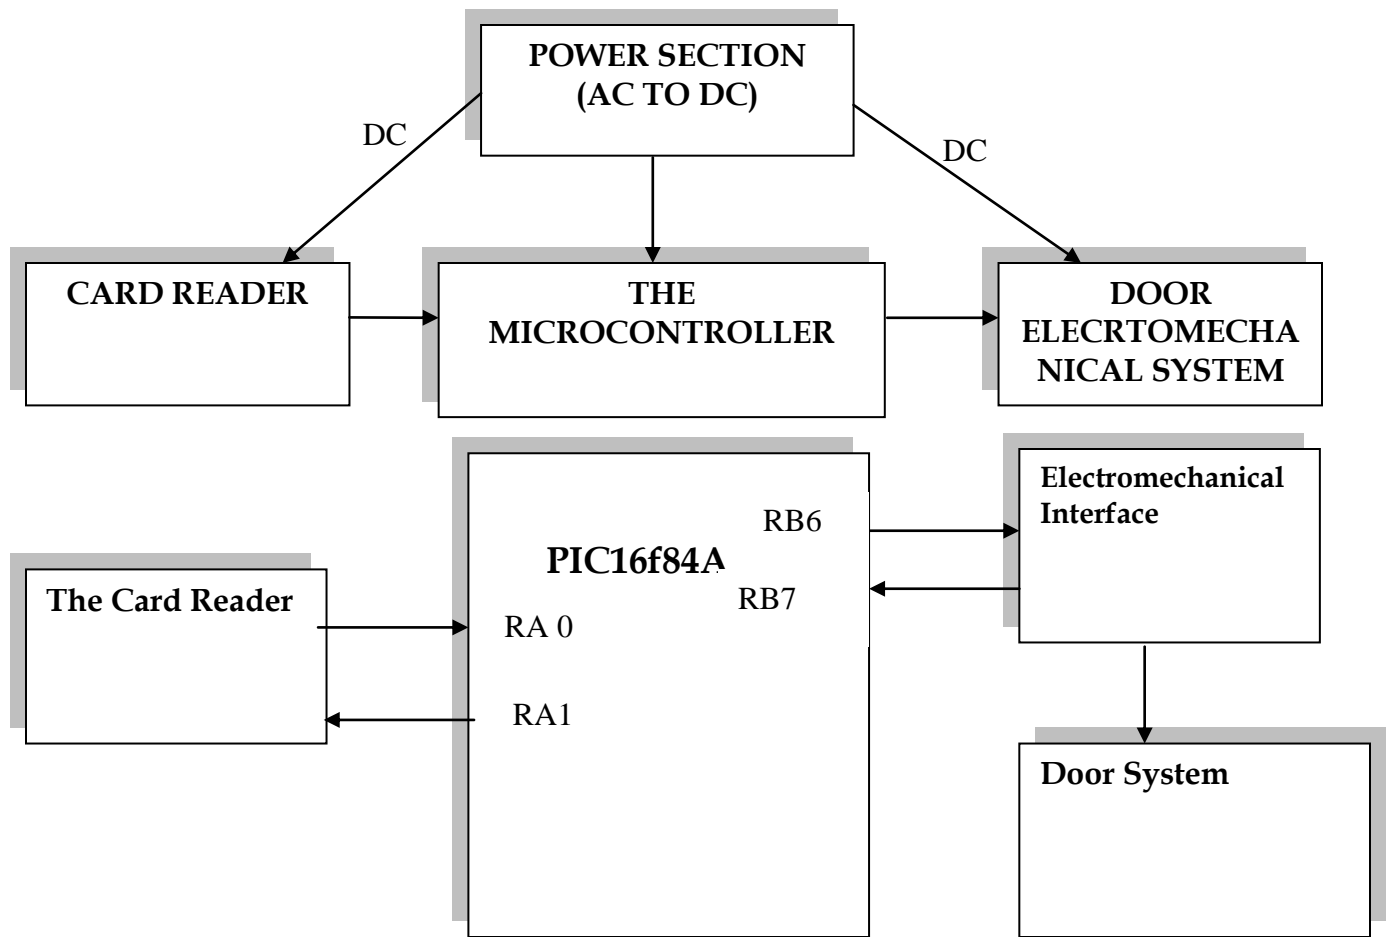 POWER SECTION
(AC TO DC)
DC
DC
CARD READER
THE
MICROCONTROLLER
DOOR
ELECRTOMECHA
NICAL SYSTEM
Electromechanical
Interface
RB6
PIC16f84A
RB7
The Card Reader
RA 0
RA1
Door System